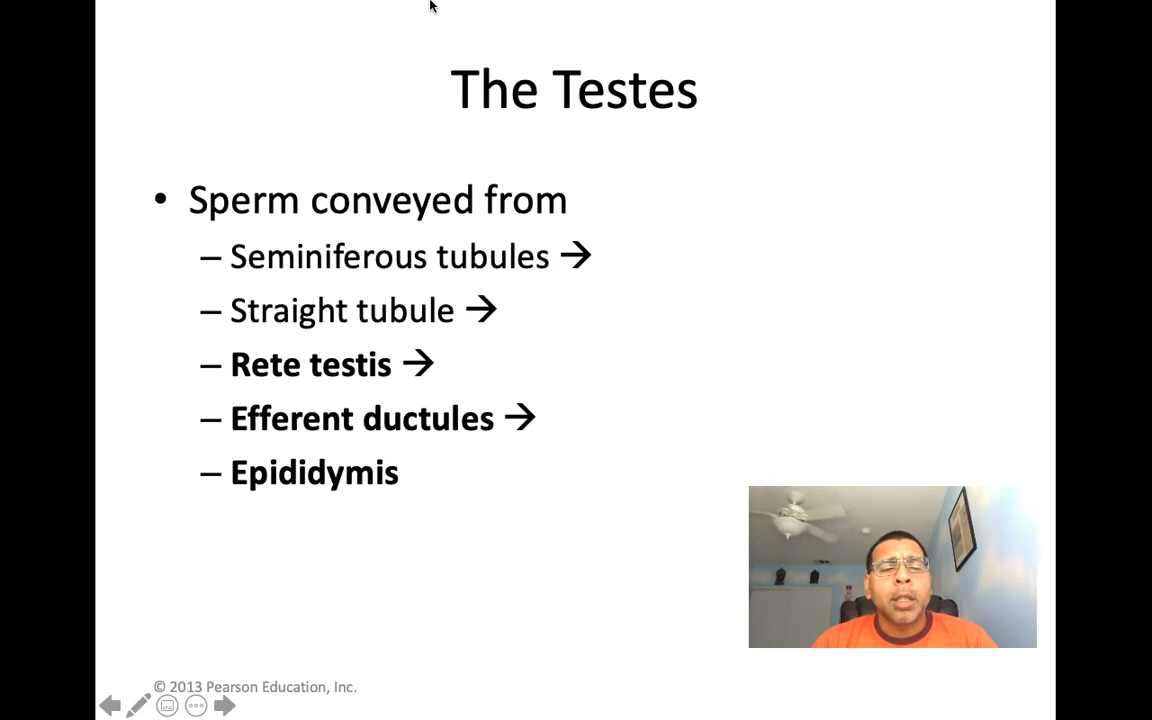 The Testes
• Sperm conveyed from
– Seminiferous tubules →
– Straight tubule →
– Rete testis →
– Efferent ductules →
– Epididymis
© 2013 Pearson Education, Inc.